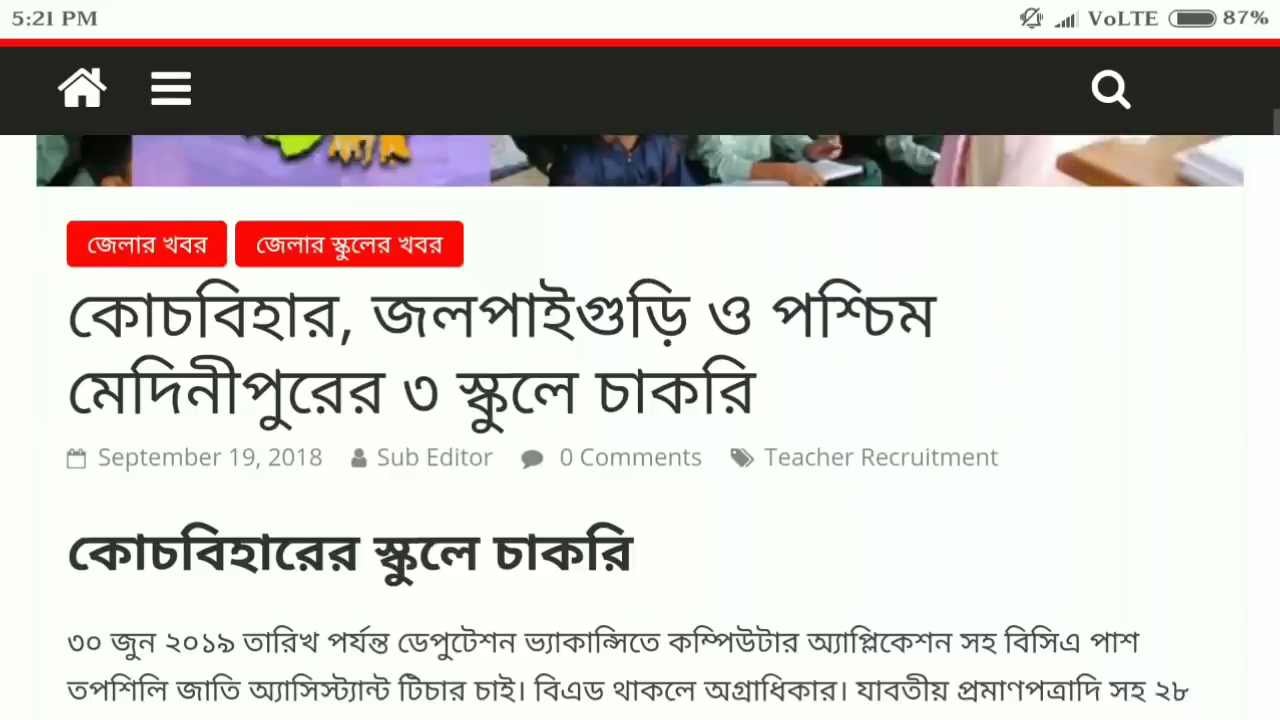 5:21 PM VoLTE 87%
জেলার খবর জেলার স্কুলের খবর
কোচবিহার, জলপাইগুড়ি ও পশ্চিম
মেদিনীপুরের ৩ স্কুলে চাকরি
September 19, 2018 Sub Editor 0 Comments Teacher Recruitment
কোচবিহারের স্কুলে চাকরি
৩০ জুন ২০১৯ তারিখ পর্যন্ত ডেপুটেশন ভ্যাকান্সিতে কম্পিউটার অ্যাপ্লিকেশন সহ বিসিএ পাশ
তপশিলি জাতি অ্যাসিস্ট্যান্ট টিচার চাই। বিএড থাকলে অগ্রাধিকার। যাবতীয় প্রমাণপত্রাদি সহ ২৮